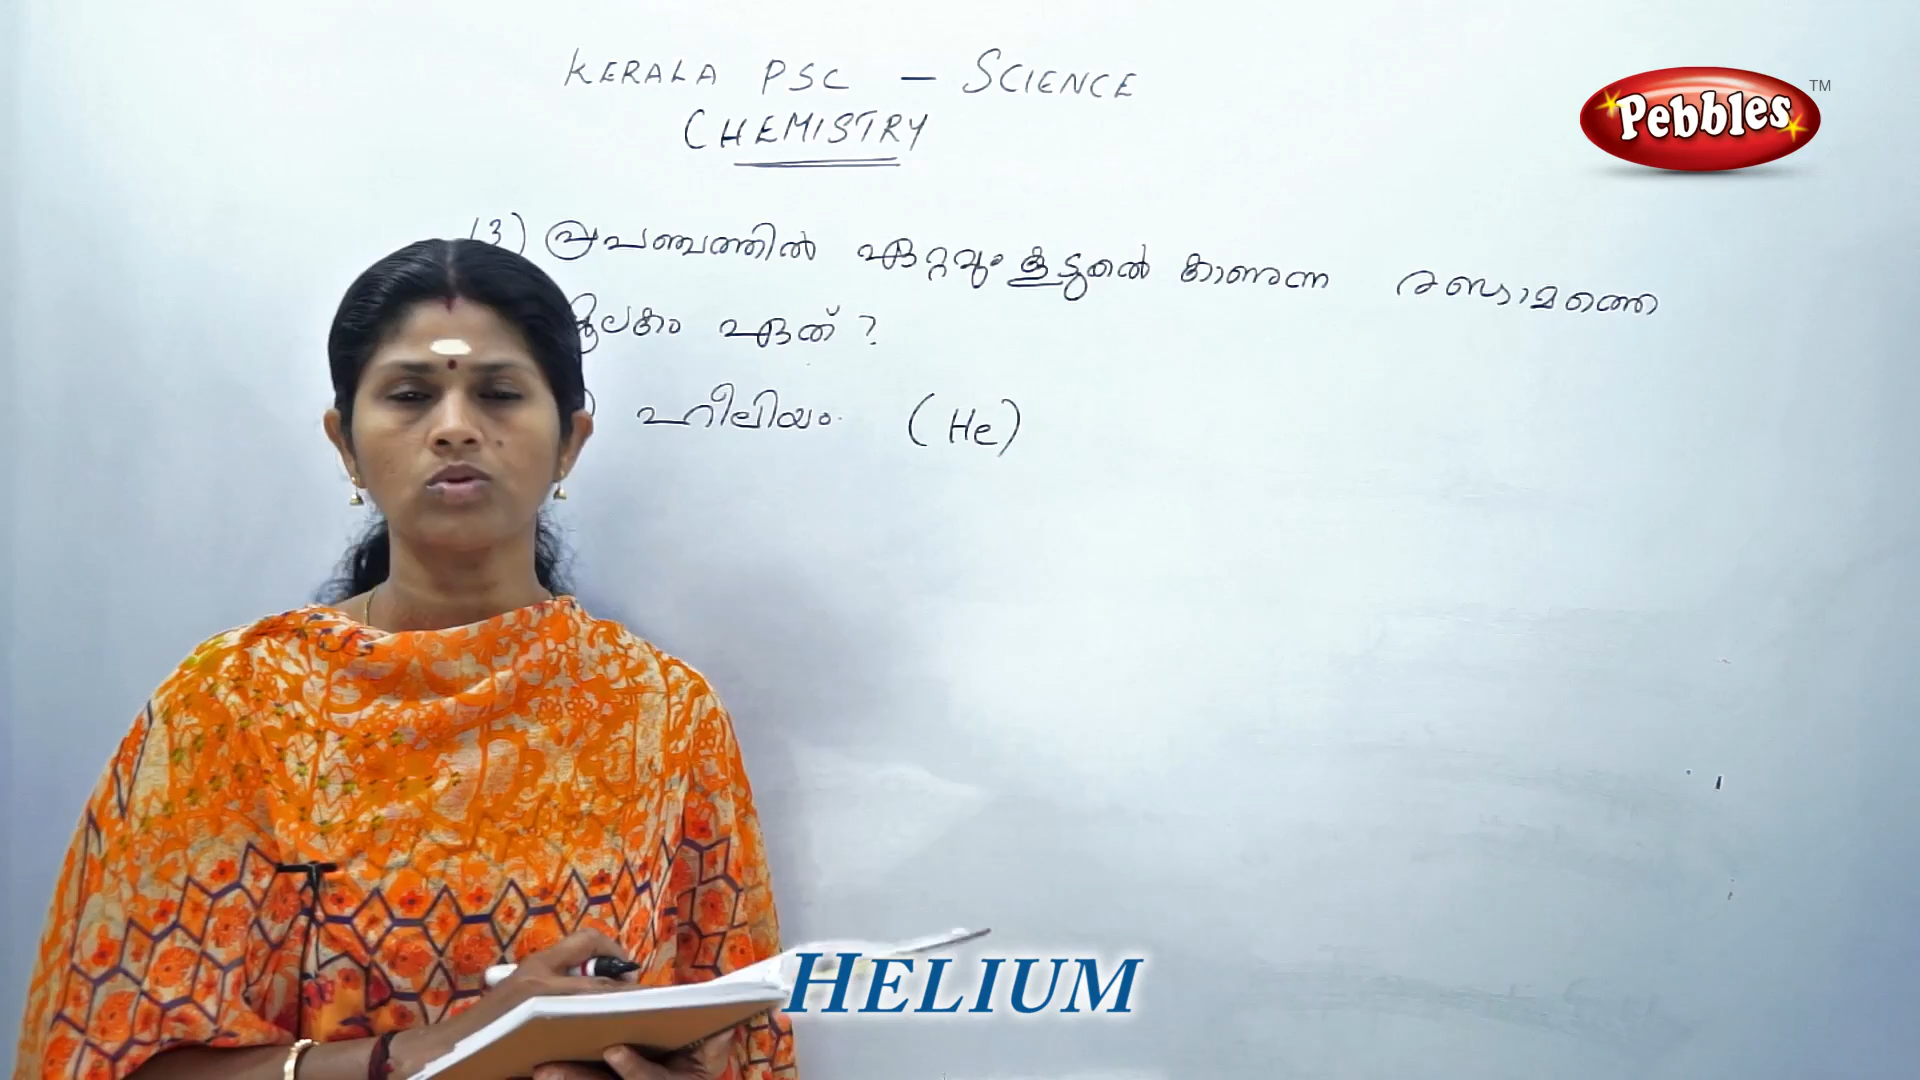 KERALA PSC – SCIENCE
CHEMISTRY
Pebbles TM
13) പ്രപഞ്ചത്തിൽ ഏറ്റവും കൂടുതൽ കാണുന്ന രണ്ടാമത്തെ
മൂലകം ഏത് ?
ഹീലിയം. (He)
HELIUM